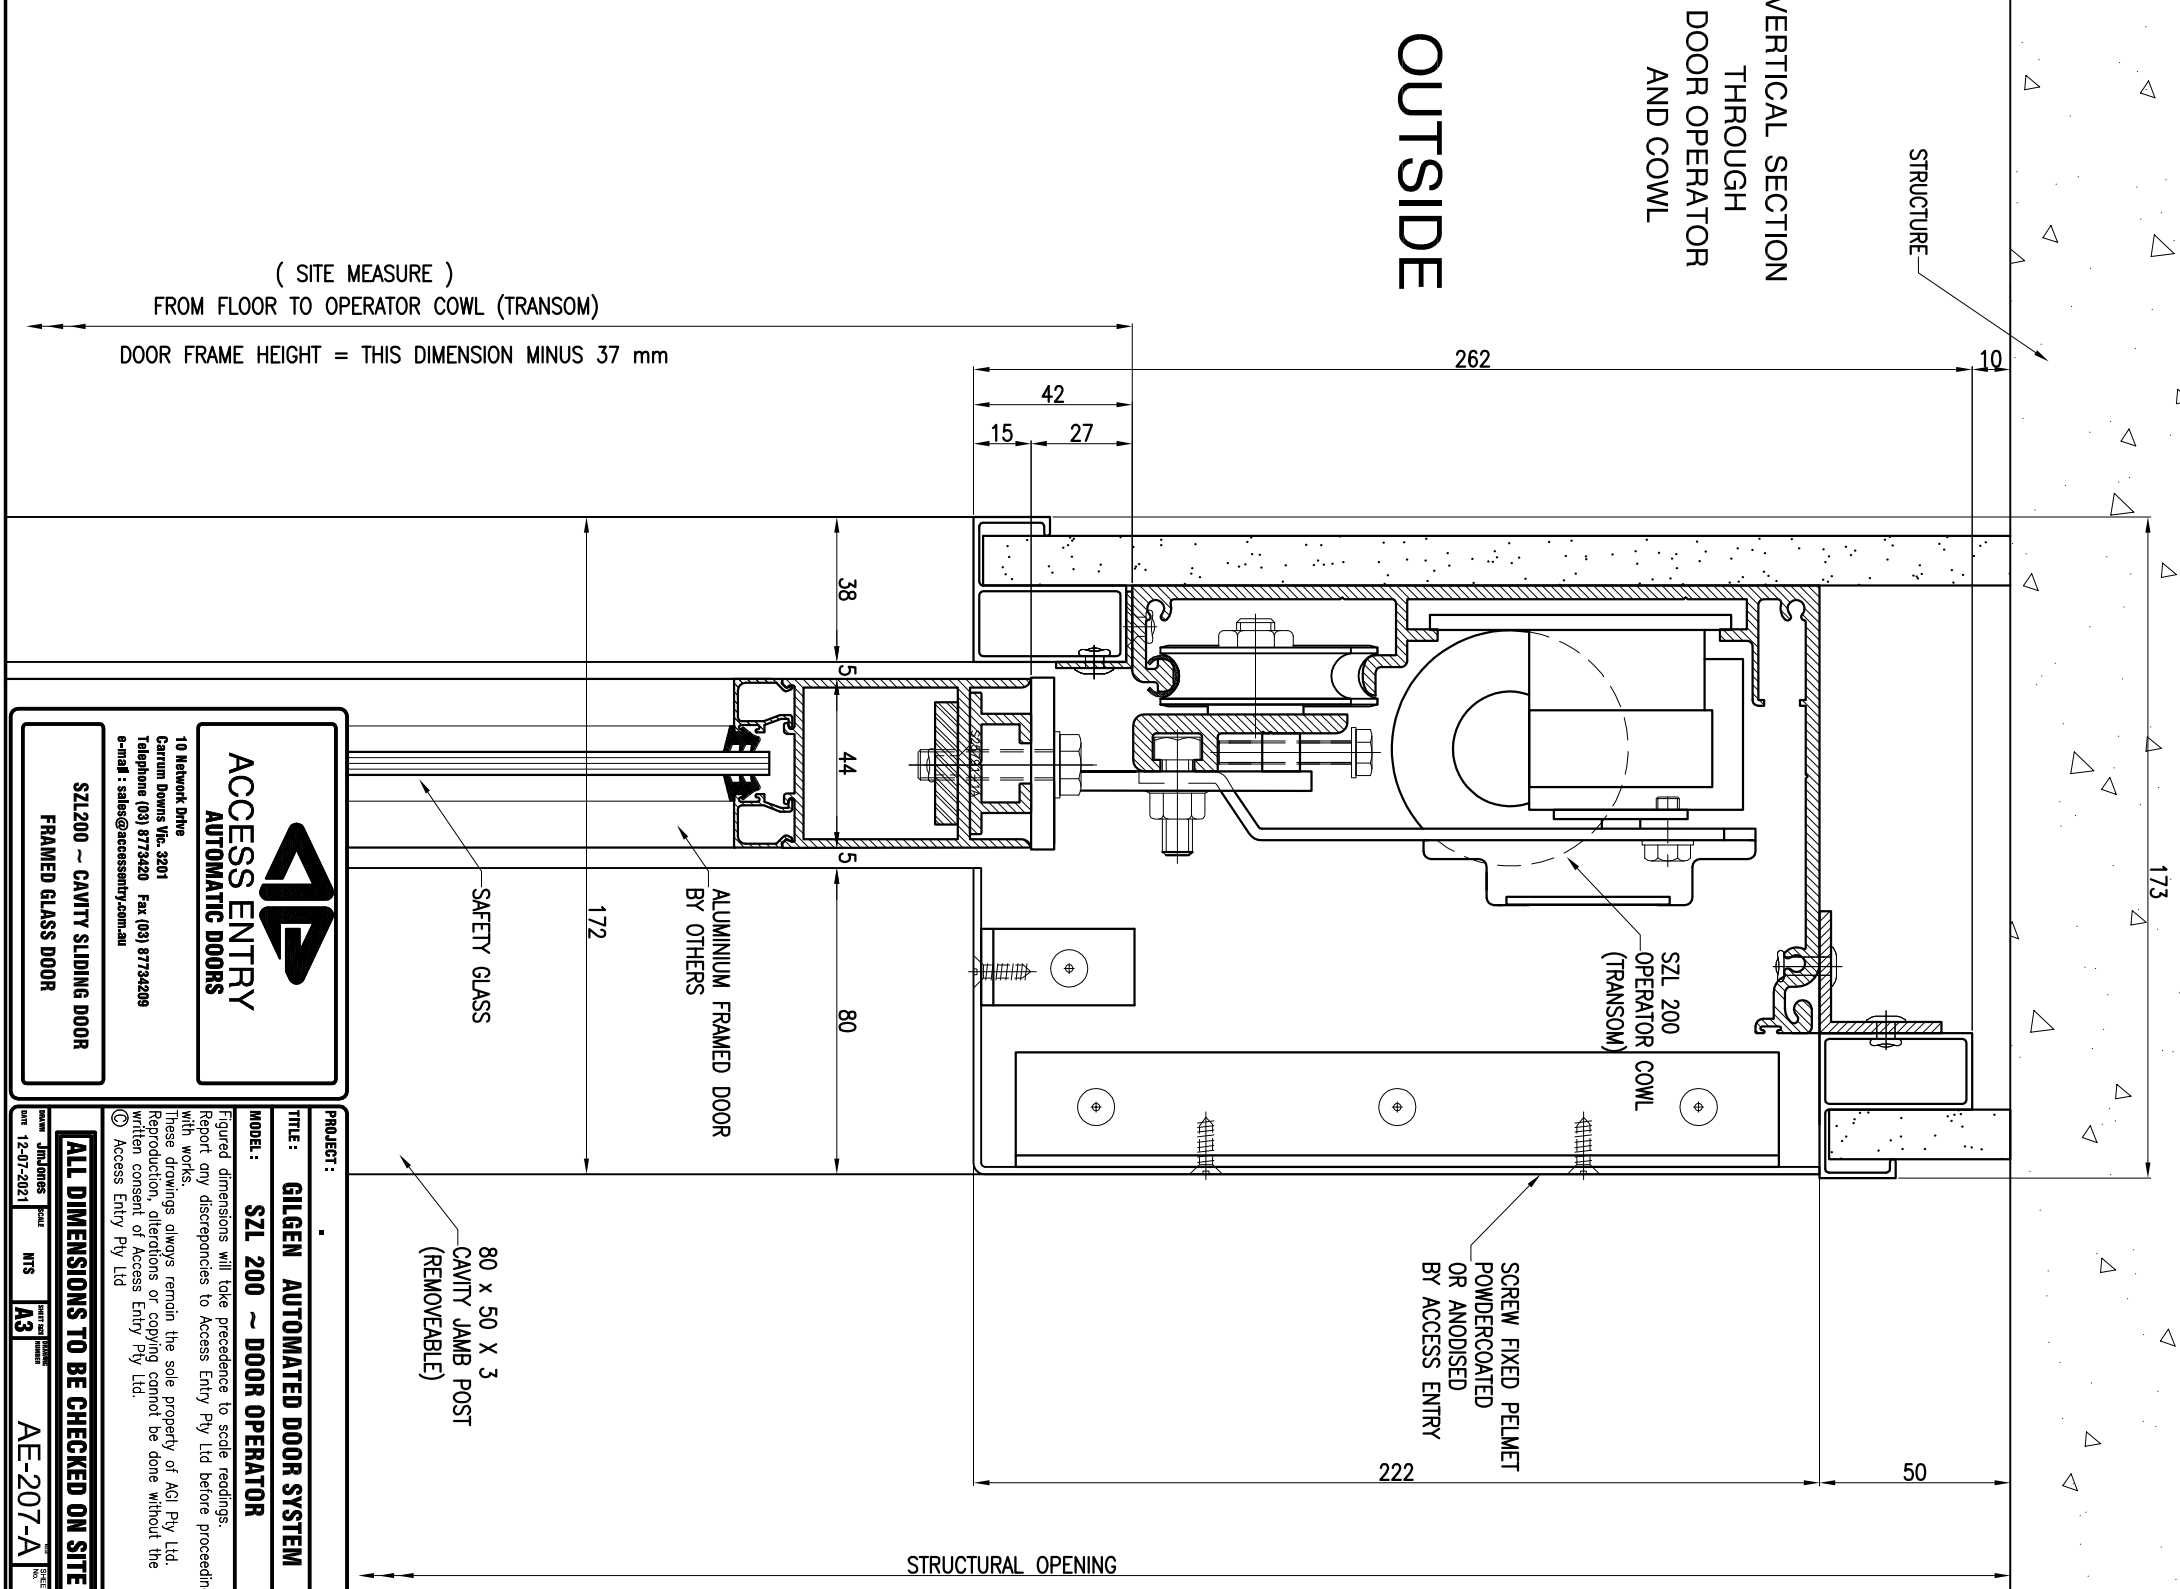 VERTICAL SECTION
THROUGH
DOOR OPERATOR
AND COWL
OUTSIDE
STRUCTURE
( SITE MEASURE )
FROM FLOOR TO OPERATOR COWL (TRANSOM)
DOOR FRAME HEIGHT = THIS DIMENSION MINUS 37 mm
262
10
42
15
27
173
38
5
44
5
80
172
SZL 200
OPERATOR COWL
(TRANSOM)
ALUMINIUM FRAMED DOOR
BY OTHERS
SAFETY GLASS
80 x 50 X 3
CAVITY JAMB POST
(REMOVEABLE)
SCREW FIXED PELMET
POWDERCOATED
OR ANODISED
BY ACCESS ENTRY
222
50
STRUCTURAL OPENING
ACCESS ENTRY
AUTOMATIC DOORS
10 Network Drive
Carrum Downs Vic. 3201
Telephone (03) 87734200 Fax (03) 87734209
e-mail : sales@accessentry.com.au
SZL200 ~ CAVITY SLIDING DOOR
FRAMED GLASS DOOR
PROJECT : .
TITLE : GILGEN AUTOMATED DOOR SYSTEM
MODEL : SZL 200 ~ DOOR OPERATOR
Figured dimensions will take precedence to scale readings.
Report any discrepancies to Access Entry Pty Ltd before proceeding
with works.
These drawings always remain the sole property of AGI Pty Ltd.
Reproduction, alterations or copying cannot be done without the
written consent of Access Entry Pty Ltd.
© Access Entry Pty Ltd
ALL DIMENSIONS TO BE CHECKED ON SITE
DRAWN JmJones
DATE 12-07-2021
SCALE NTS
SHEET SIZE A3
DRAWING NUMBER AE-207-A